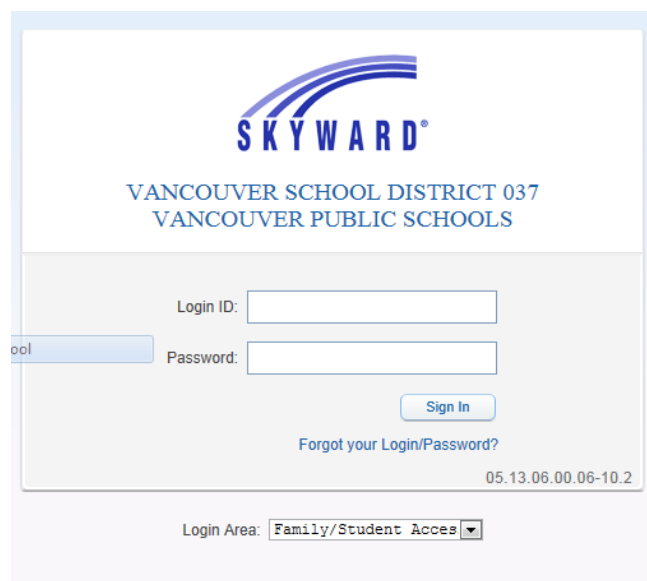 SKYWARD®
VANCOUVER SCHOOL DISTRICT 037
VANCOUVER PUBLIC SCHOOLS
Login ID:
ool
Password:
Sign In
Forgot your Login/Password?
05.13.06.00.06-10.2
Login Area: Family/Student Acces